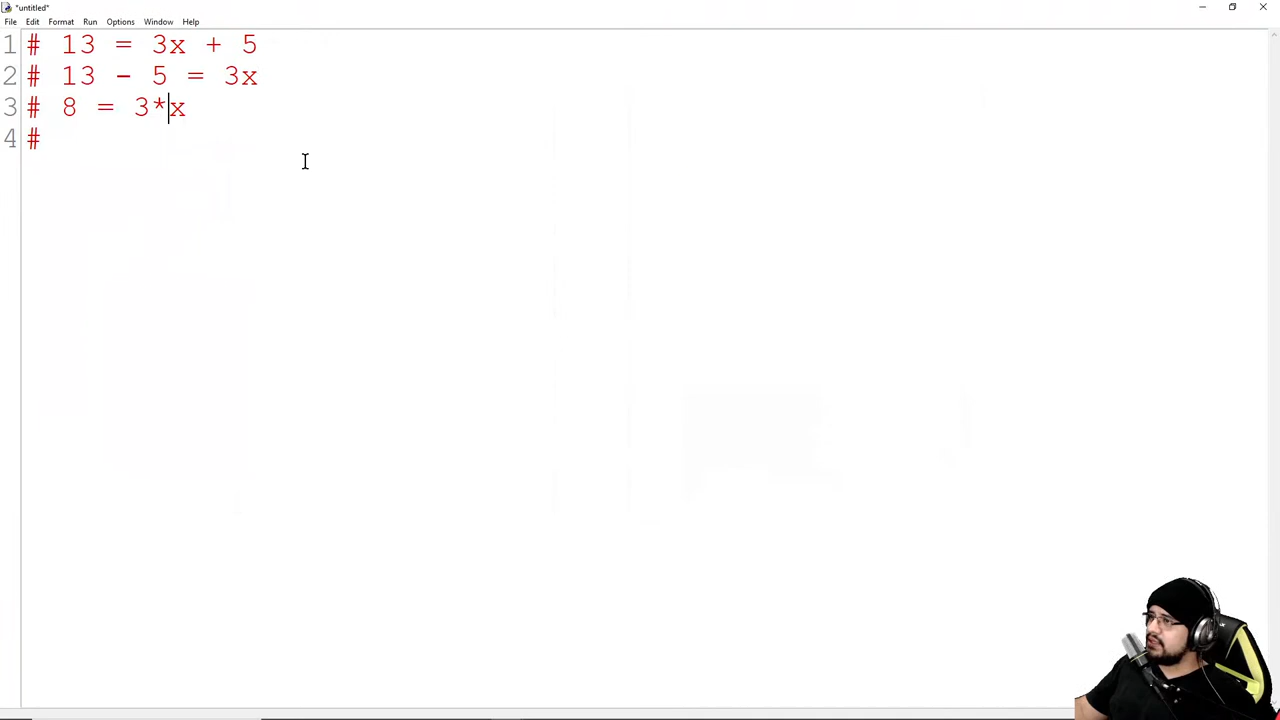 *untitled*
File Edit Format Run Options Window Help
1 # 13 = 3x + 5
2 # 13 - 5 = 3x
3 # 8 = 3*x
4 #